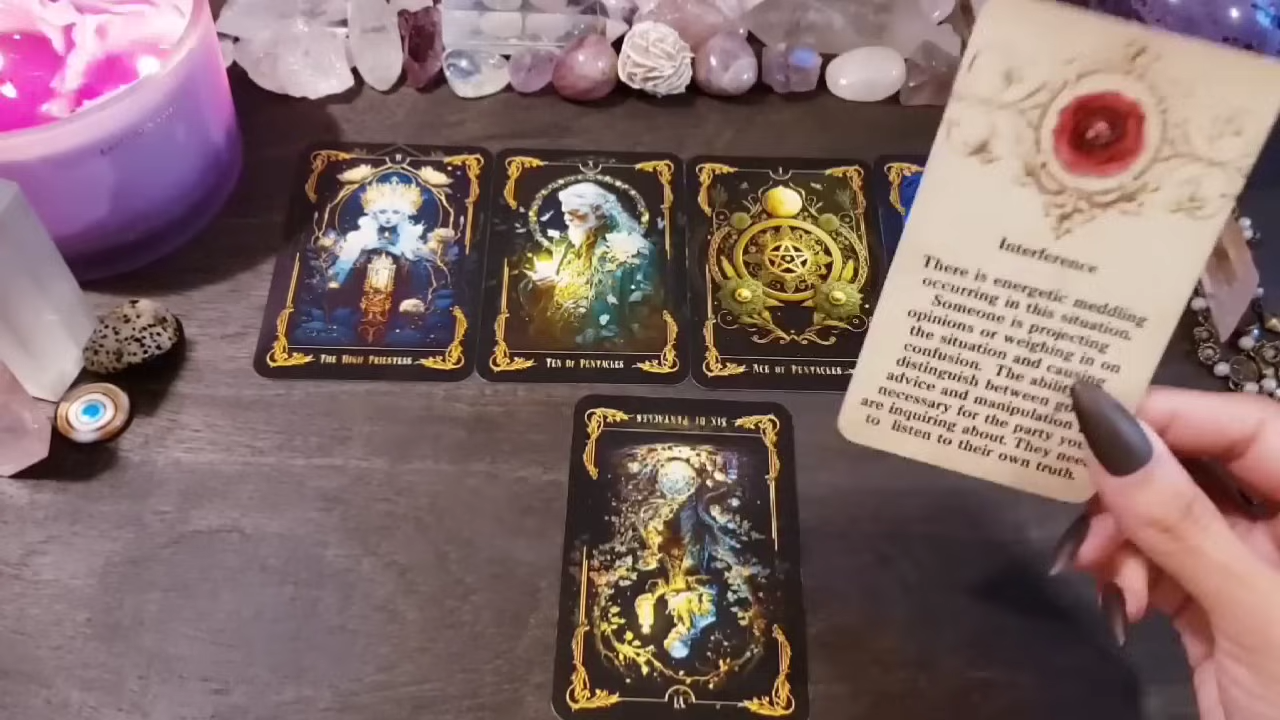 II
THE HIGH PRIESTESS
X
TEN OF PENTACLES
I
ACE OF PENTACLES
SIX OF PENTACLES
VI
Interference
There is energetic meddling
occurring in this situation.
Someone is projecting
opinions or weighing in on
the situation and causing
confusion. The ability
distinguish between
advice and manipulation
necessary for the party you
are inquiring about. They
to listen to their own truth.